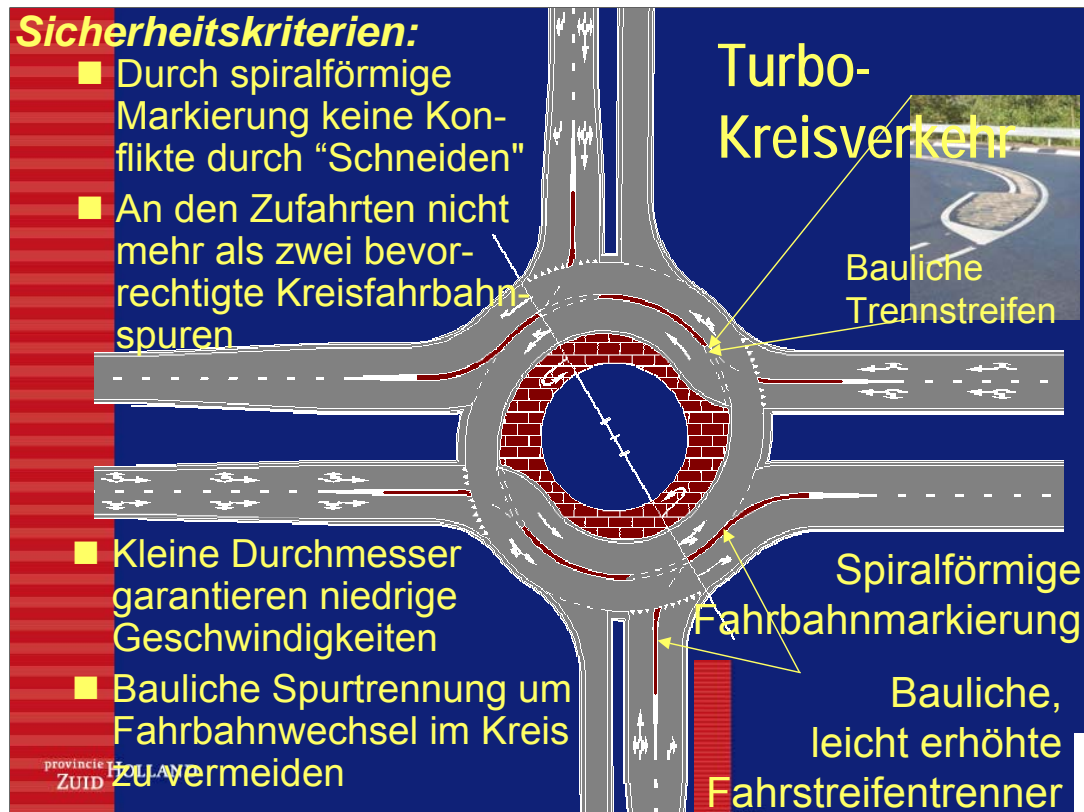 Sicherheitskriterien:
Durch spiralförmige
Markierung keine Kon-
flikte durch “Schneiden"
An den Zufahrten nicht
mehr als zwei bevor-
rechtigte Kreisfahrbahn-
spuren
Kleine Durchmesser
garantieren niedrige
Geschwindigkeiten
Bauliche Spurtrennung um
Fahrbahnwechsel im Kreis
zu vermeiden
Turbo-
Kreisverkehr
Bauliche
Trennstreifen
Spiralförmige
Fahrbahnmarkierung
Bauliche,
leicht erhöhte
Fahrstreifentrenner
provincie
ZUID HOLLAND